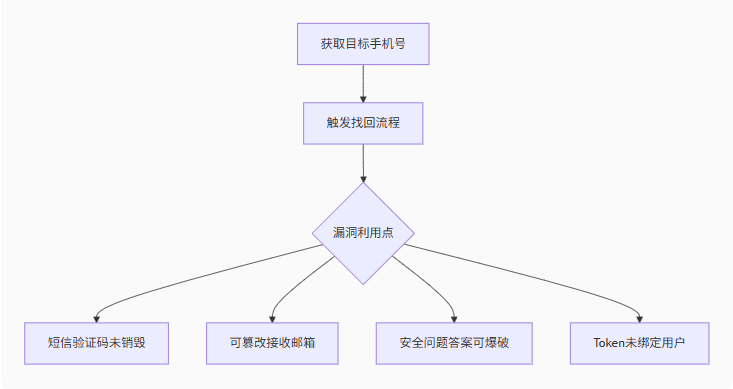 获取目标手机号
触发找回流程
漏洞利用点
短信验证码未销毁
可篡改接收邮箱
安全问题答案可爆破
Token未绑定用户